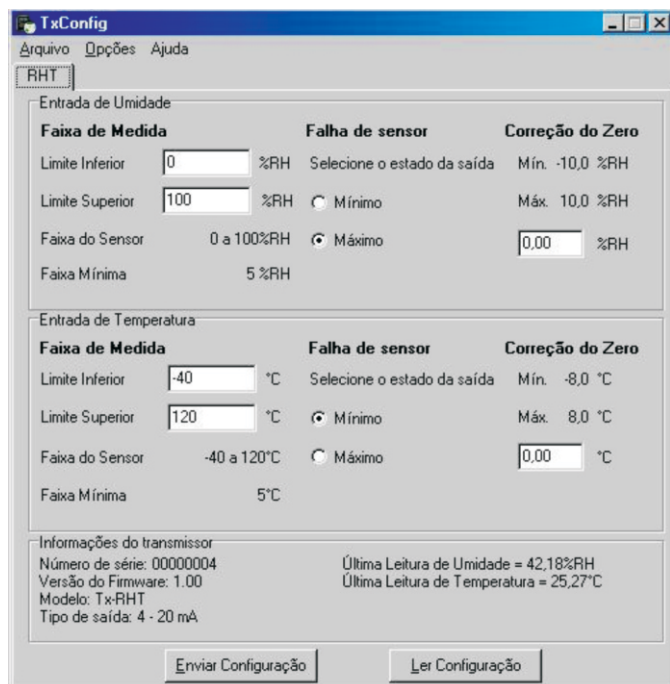 TxConfig
Arquivo Opções Ajuda
RHT
Entrada de Umidade
Faixa de Medida Falha de sensor Correção do Zero
Limite Inferior 0 %RH Selecione o estado da saída Mín. -10,0 %RH
Limite Superior 100 %RH Mínimo Máx. 10,0 %RH
Faixa do Sensor 0 a 100%RH Máximo 0,00 %RH
Faixa Mínima 5 %RH
Entrada de Temperatura
Faixa de Medida Falha de sensor Correção do Zero
Limite Inferior -40 °C Selecione o estado da saída Mín. -8,0 °C
Limite Superior 120 °C Mínimo Máx. 8,0 °C
Faixa do Sensor -40 a 120°C Máximo 0,00 °C
Faixa Mínima 5°C
Informações do transmissor
Número de série: 00000004 Última Leitura de Umidade = 42,18%RH
Versão do Firmware: 1.00 Última Leitura de Temperatura = 25,27°C
Modelo: Tx-RHT
Tipo de saída: 4 - 20 mA
Enviar Configuração Ler Configuração